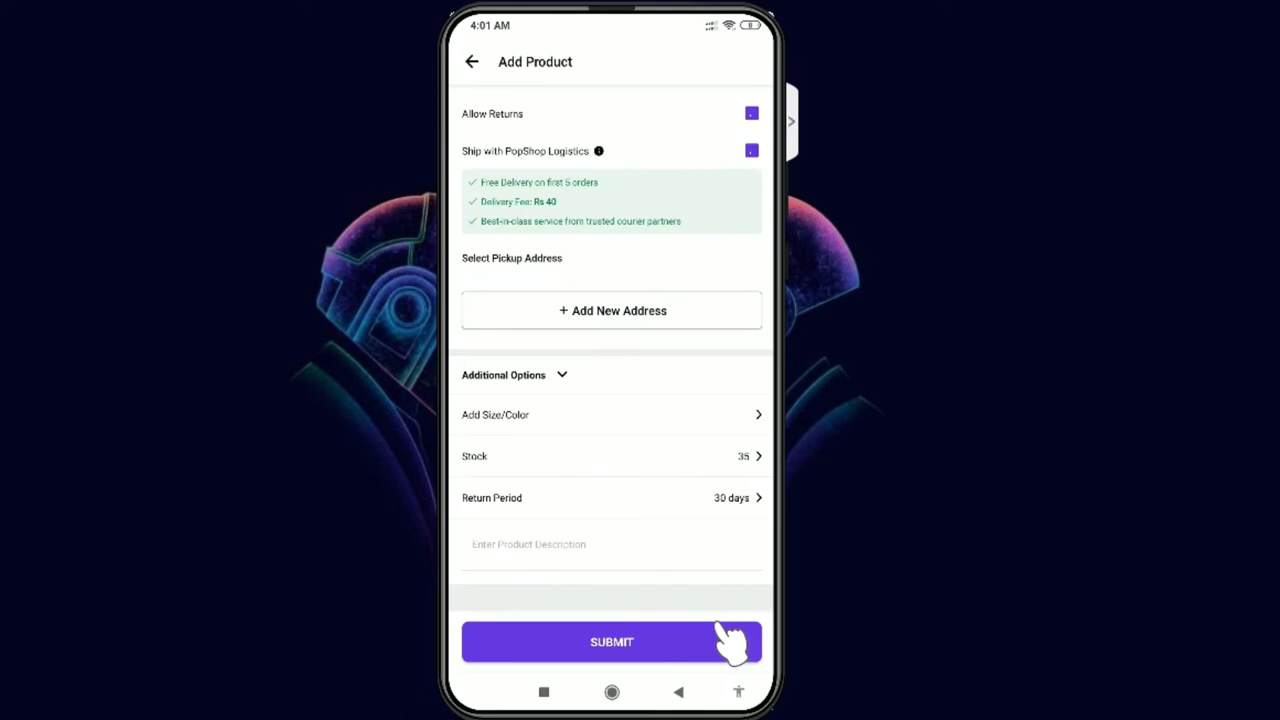 4:01 AM
Add Product
Allow Returns
Ship with PopShop Logistics
Free Delivery on first 5 orders
Delivery Fee: Rs 40
Best-in-class service from trusted courier partners
Select Pickup Address
+ Add New Address
Additional Options
Add Size/Color
Stock 35
Return Period 30 days
Enter Product Description
SUBMIT